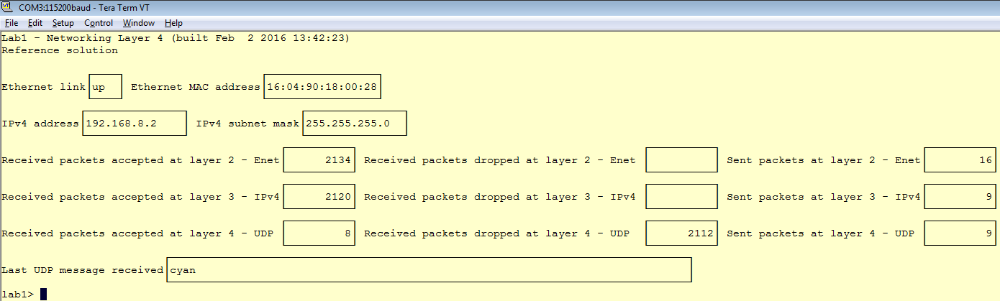 COM3:115200baud - Tera Term VT
File Edit Setup Control Window Help
Lab1 - Networking Layer 4 (built Feb  2 2016 13:42:23)
Reference solution
Ethernet link up Ethernet MAC address 16:04:90:18:00:28
IPv4 address 192.168.8.2 IPv4 subnet mask 255.255.255.0
Received packets accepted at layer 2 - Enet 2134 Received packets dropped at layer 2 - Enet Sent packets at layer 2 - Enet 16
Received packets accepted at layer 3 - IPv4 2120 Received packets dropped at layer 3 - IPv4 Sent packets at layer 3 - IPv4 9
Received packets accepted at layer 4 - UDP 8 Received packets dropped at layer 4 - UDP 2112 Sent packets at layer 4 - UDP 9
Last UDP message received cyan
lab1>